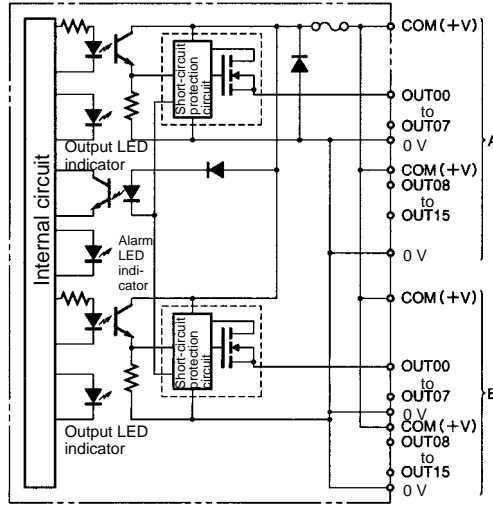 COM(+V)
Short-circuit
protection
circuit
OUT00
to
OUT07
A
0 V
Output LED
indicator
COM(+V)
OUT08
to
OUT15
Internal circuit
Alarm
LED
indi-
cator
0 V
COM(+V)
Short-circuit
protection
circuit
OUT00
to
OUT07
B
0 V
COM(+V)
Output LED
indicator
OUT08
to
OUT15
0 V